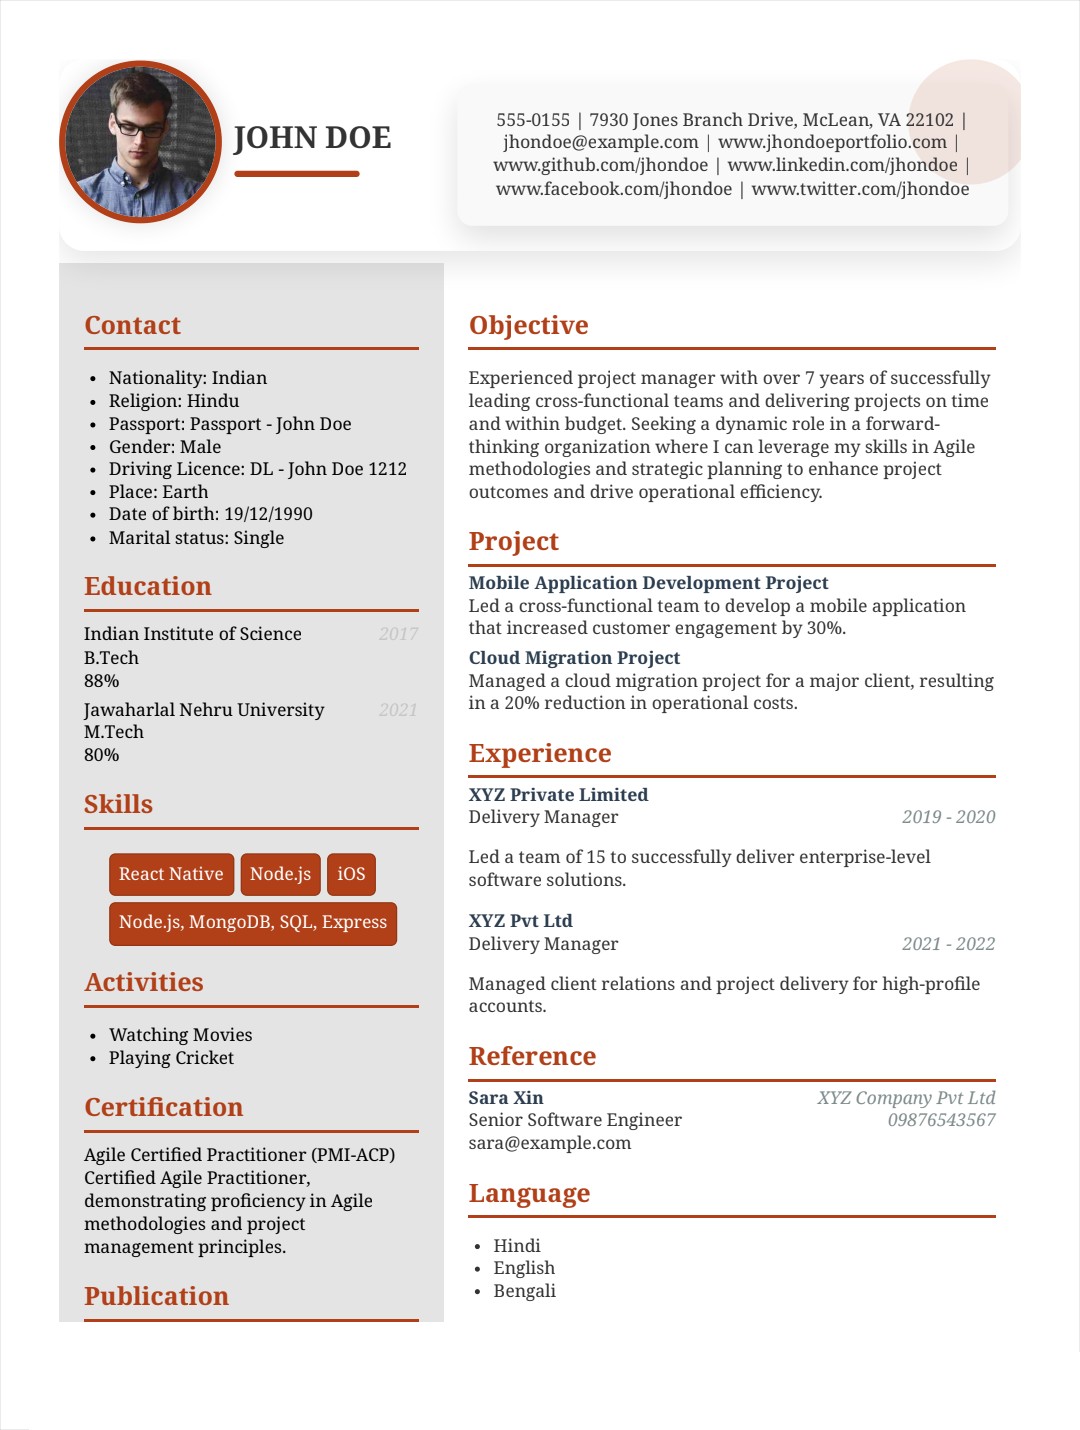 JOHN DOE
555-0155 | 7930 Jones Branch Drive, McLean, VA 22102 |
jhondoe@example.com | www.jhondoeportfolio.com |
www.github.com/jhondoe | www.linkedin.com/jhondoe |
www.facebook.com/jhondoe | www.twitter.com/jhondoe
Contact
• Nationality: Indian
• Religion: Hindu
• Passport: Passport - John Doe
• Gender: Male
• Driving Licence: DL - John Doe 1212
• Place: Earth
• Date of birth: 19/12/1990
• Marital status: Single
Education
Indian Institute of Science 2017
B.Tech
88%
Jawaharlal Nehru University 2021
M.Tech
80%
Skills
React Native Node.js iOS
Node.js, MongoDB, SQL, Express
Activities
• Watching Movies
• Playing Cricket
Certification
Agile Certified Practitioner (PMI-ACP)
Certified Agile Practitioner,
demonstrating proficiency in Agile
methodologies and project
management principles.
Publication
Objective
Experienced project manager with over 7 years of successfully
leading cross-functional teams and delivering projects on time
and within budget. Seeking a dynamic role in a forward-
thinking organization where I can leverage my skills in Agile
methodologies and strategic planning to enhance project
outcomes and drive operational efficiency.
Project
Mobile Application Development Project
Led a cross-functional team to develop a mobile application
that increased customer engagement by 30%.
Cloud Migration Project
Managed a cloud migration project for a major client, resulting
in a 20% reduction in operational costs.
Experience
XYZ Private Limited
Delivery Manager 2019 - 2020
Led a team of 15 to successfully deliver enterprise-level
software solutions.
XYZ Pvt Ltd
Delivery Manager 2021 - 2022
Managed client relations and project delivery for high-profile
accounts.
Reference
Sara Xin XYZ Company Pvt Ltd
Senior Software Engineer 09876543567
sara@example.com
Language
• Hindi
• English
• Bengali